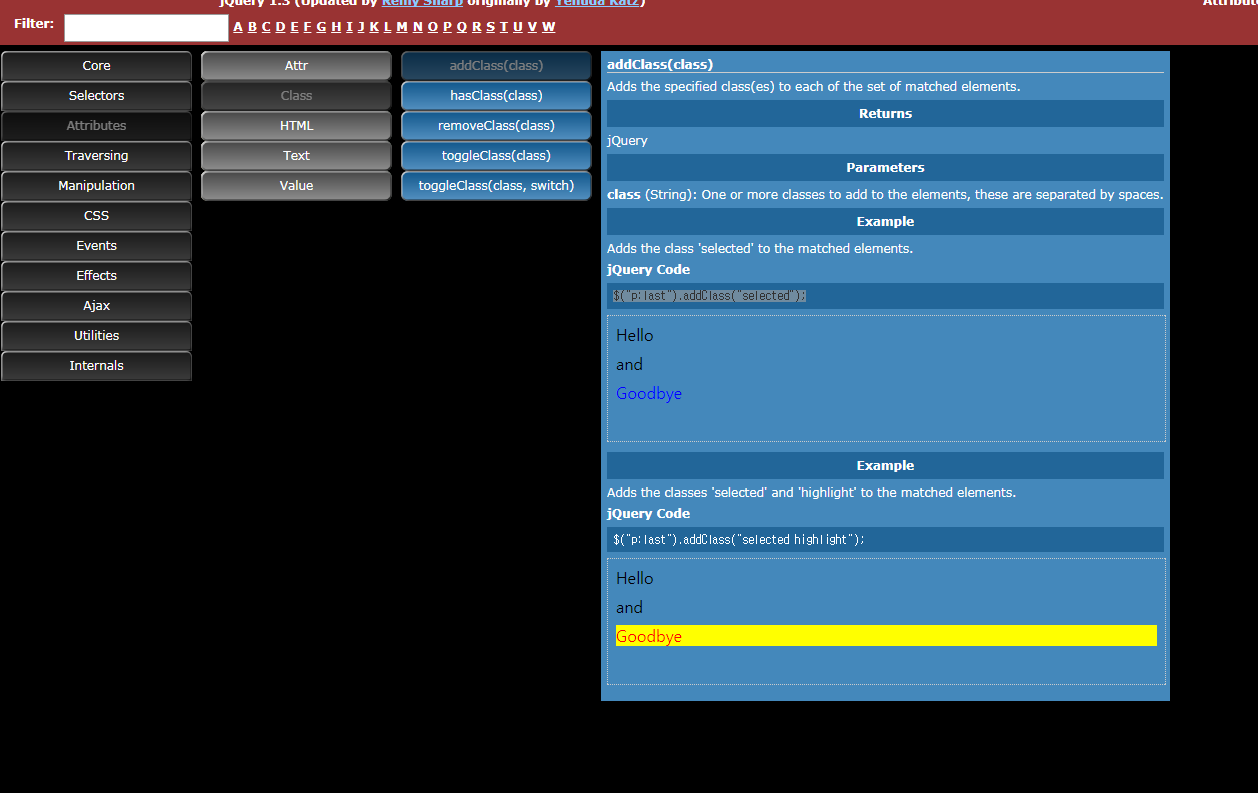 jQuery 1.3 (Updated by Remy Sharp originally by Yehuda Katz)
Filter: A B C D E F G H I J K L M N O P Q R S T U V W
Core
Selectors
Attributes
Traversing
Manipulation
CSS
Events
Effects
Ajax
Utilities
Internals
Attr
Class
HTML
Text
Value
addClass(class)
hasClass(class)
removeClass(class)
toggleClass(class)
toggleClass(class, switch)
addClass(class)
Adds the specified class(es) to each of the set of matched elements.
Returns
jQuery
Parameters
class (String): One or more classes to add to the elements, these are separated by spaces.
Example
Adds the class 'selected' to the matched elements.
jQuery Code
$("p:last").addClass("selected");
Hello
and
Goodbye
Example
Adds the classes 'selected' and 'highlight' to the matched elements.
jQuery Code
$("p:last").addClass("selected highlight");
Hello
and
Goodbye